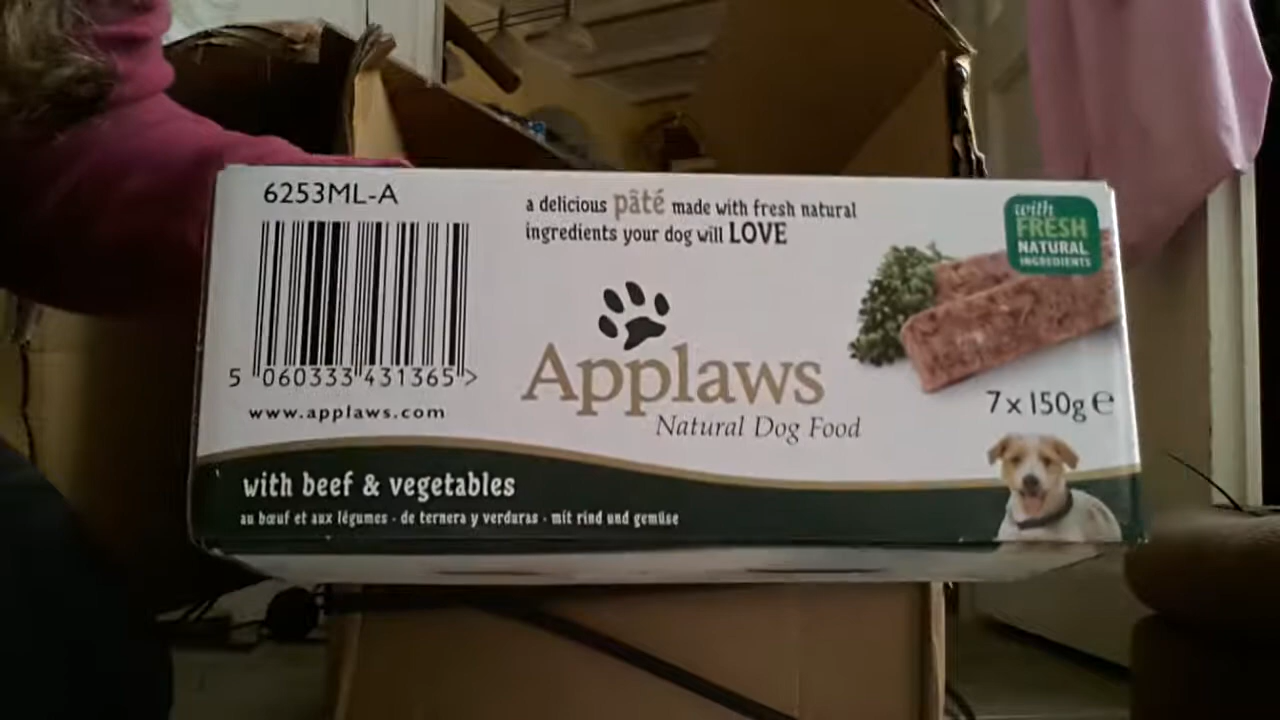 6253ML-A
5 060333 431365 >
www.applaws.com
a delicious pâté made with fresh natural
ingredients your dog will LOVE
Applaws
Natural Dog Food
with
FRESH
NATURAL
INGREDIENTS
7 x 150g ℮
with beef & vegetables
au bœuf et aux légumes - de ternera y verduras - mit rind und gemüse